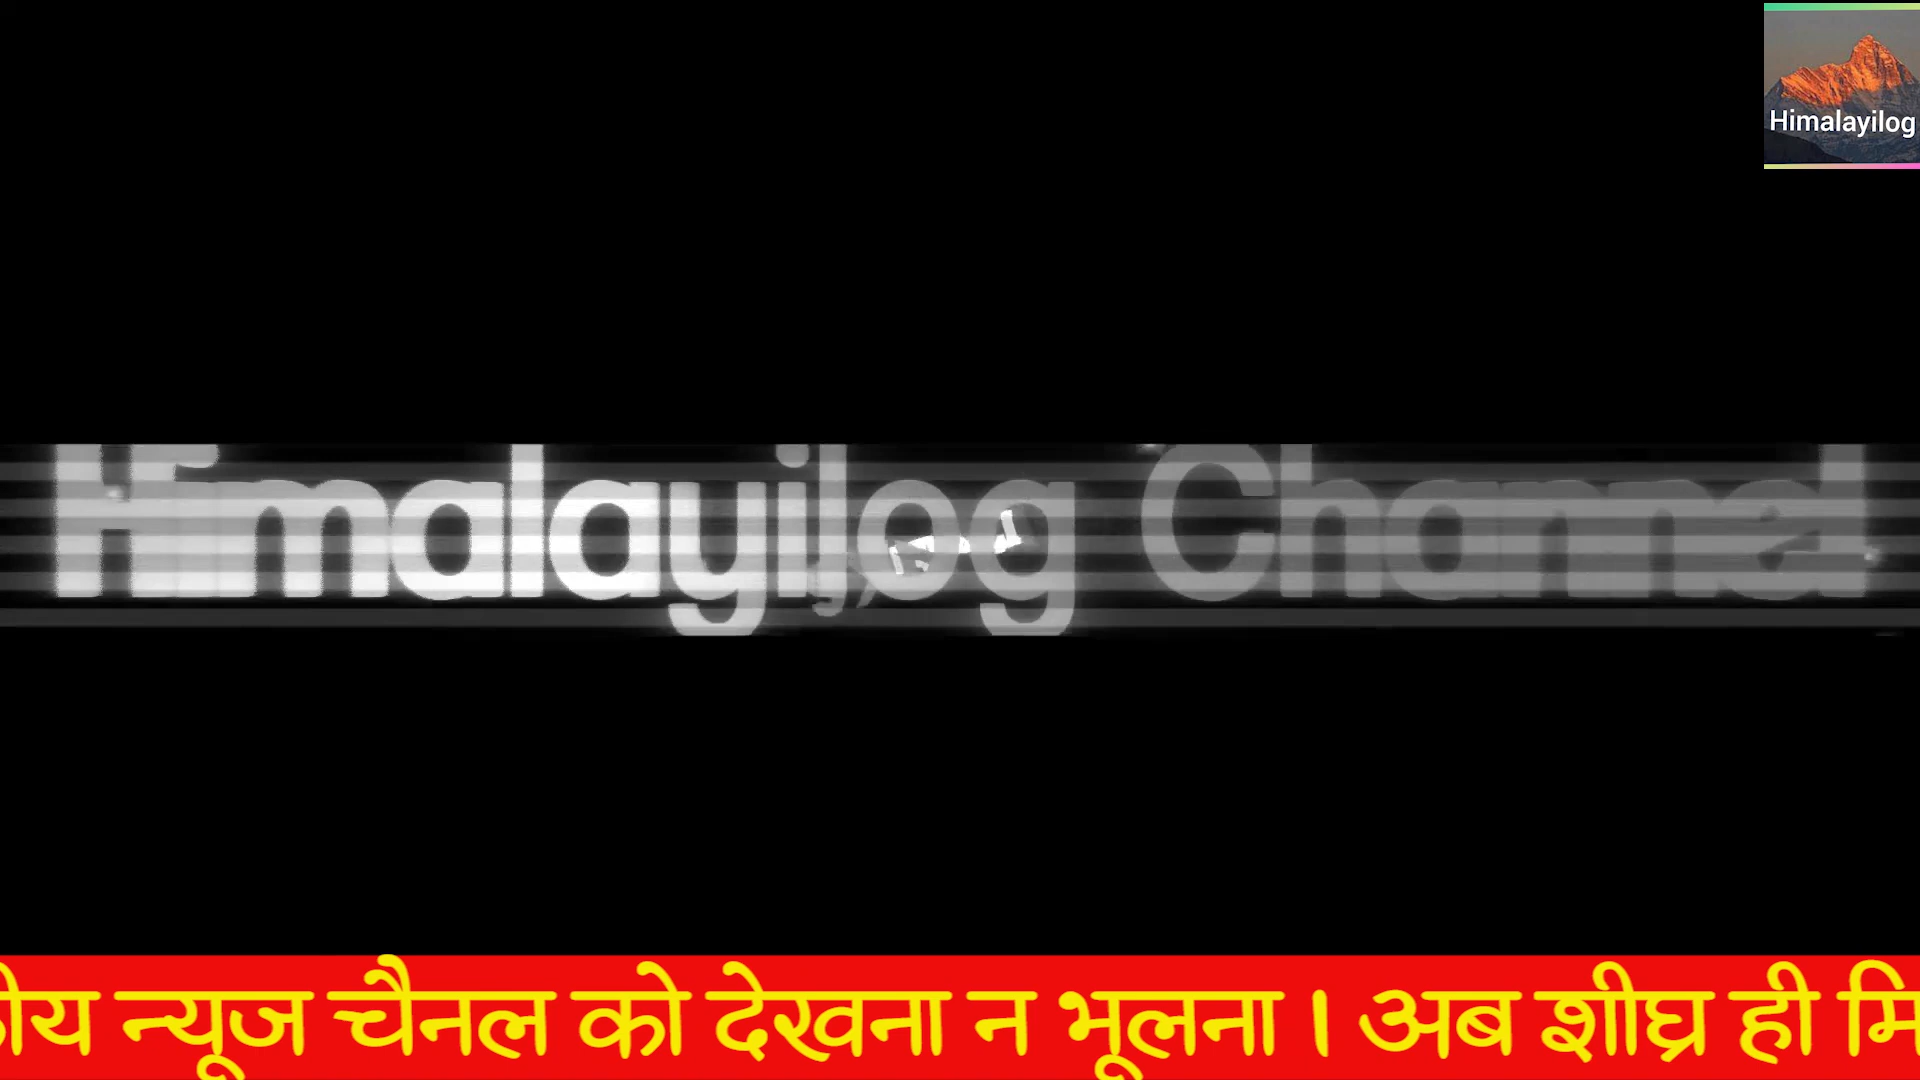 Himalayilog
Himalayilog Channel
न्यूज चैनल को देखना न भूलना । अब शीघ्र ही